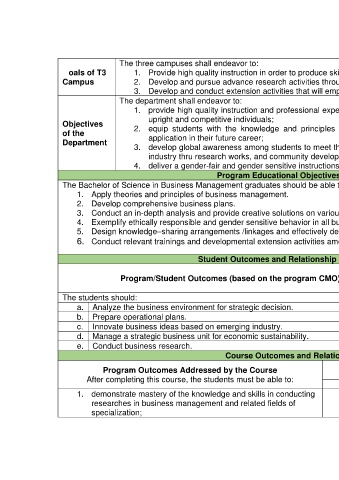 The three campuses shall endeavor to:
oals of T3
Campus
1. Provide high quality instruction in order to produce ski
2. Develop and pursue advance research activities throu
3. Develop and conduct extension activities that will emp
Objectives
of the
Department
The department shall endeavor to:
1. provide high quality instruction and professional expe
upright and competitive individuals;
2. equip students with the knowledge and principles
application in their future career;
3. develop global awareness among students to meet th
industry thru research works, and community develop
4. deliver a gender-fair and gender sensitive instructions
Program Educational Objectives
The Bachelor of Science in Business Management graduates should be able t
1. Apply theories and principles of business management.
2. Develop comprehensive business plans.
3. Conduct an in-depth analysis and provide creative solutions on variou
4. Exemplify ethically responsible and gender sensitive behavior in all bu
5. Design knowledge–sharing arrangements /linkages and effectively de
6. Conduct relevant trainings and developmental extension activities am
Student Outcomes and Relationship
Program/Student Outcomes (based on the program CMO)
The students should:
a. Analyze the business environment for strategic decision.
b. Prepare operational plans.
c. Innovate business ideas based on emerging industry.
d. Manage a strategic business unit for economic sustainability.
e. Conduct business research.
Course Outcomes and Relatio
Program Outcomes Addressed by the Course
After completing this course, the students must be able to:
1. demonstrate mastery of the knowledge and skills in conducting
researches in business management and related fields of
specialization;